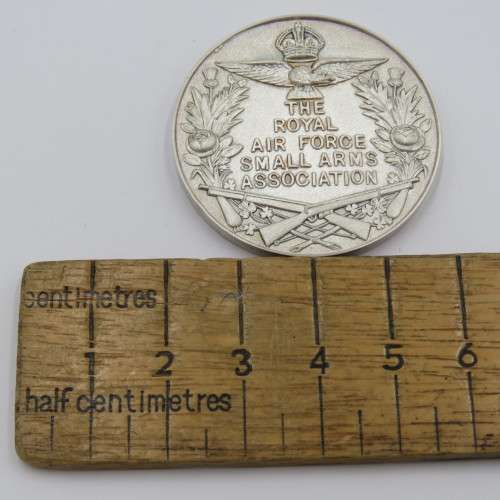 THE
ROYAL
AIR FORCE
SMALL ARMS
ASSOCIATION
centimetres
1 2 3 4 5 6
half centimetres